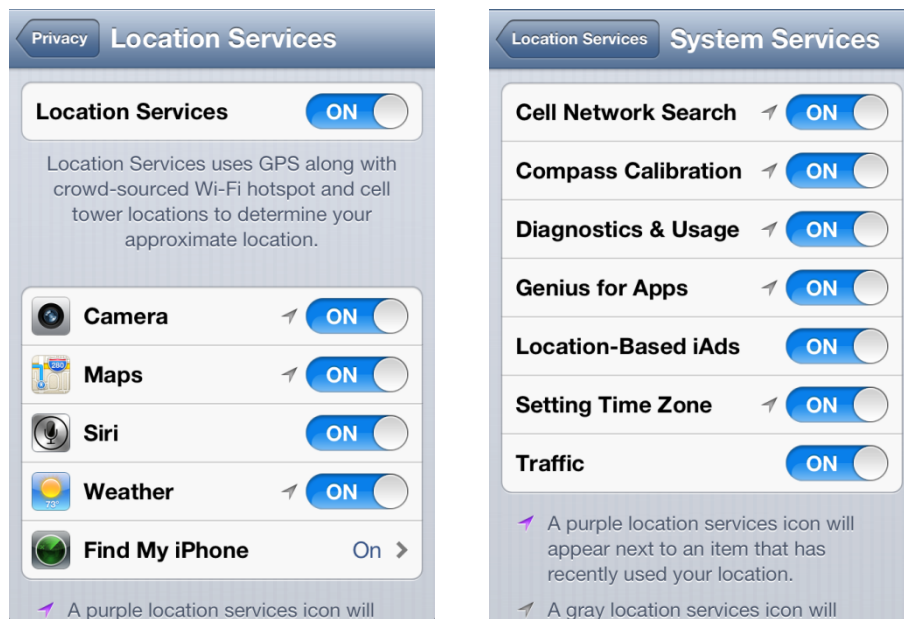 Privacy
Location Services
Location Services
ON
Location Services uses GPS along with
crowd-sourced Wi-Fi hotspot and cell
tower locations to determine your
approximate location.
Camera
ON
280
Maps
ON
Siri
ON
73°
Weather
ON
Find My iPhone
On
A purple location services icon will
Location Services
System Services
Cell Network Search
ON
Compass Calibration
ON
Diagnostics & Usage
ON
Genius for Apps
ON
Location-Based iAds
ON
Setting Time Zone
ON
Traffic
ON
A purple location services icon will
appear next to an item that has
recently used your location.
A gray location services icon will